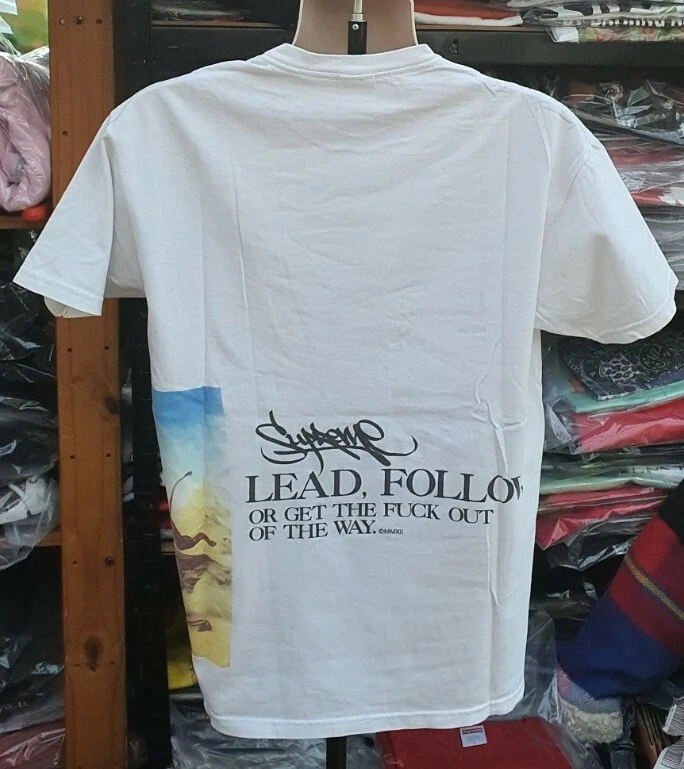 Supreme
LEAD, FOLLOW
OR GET THE FUCK OUT
OF THE WAY. ©MMXII